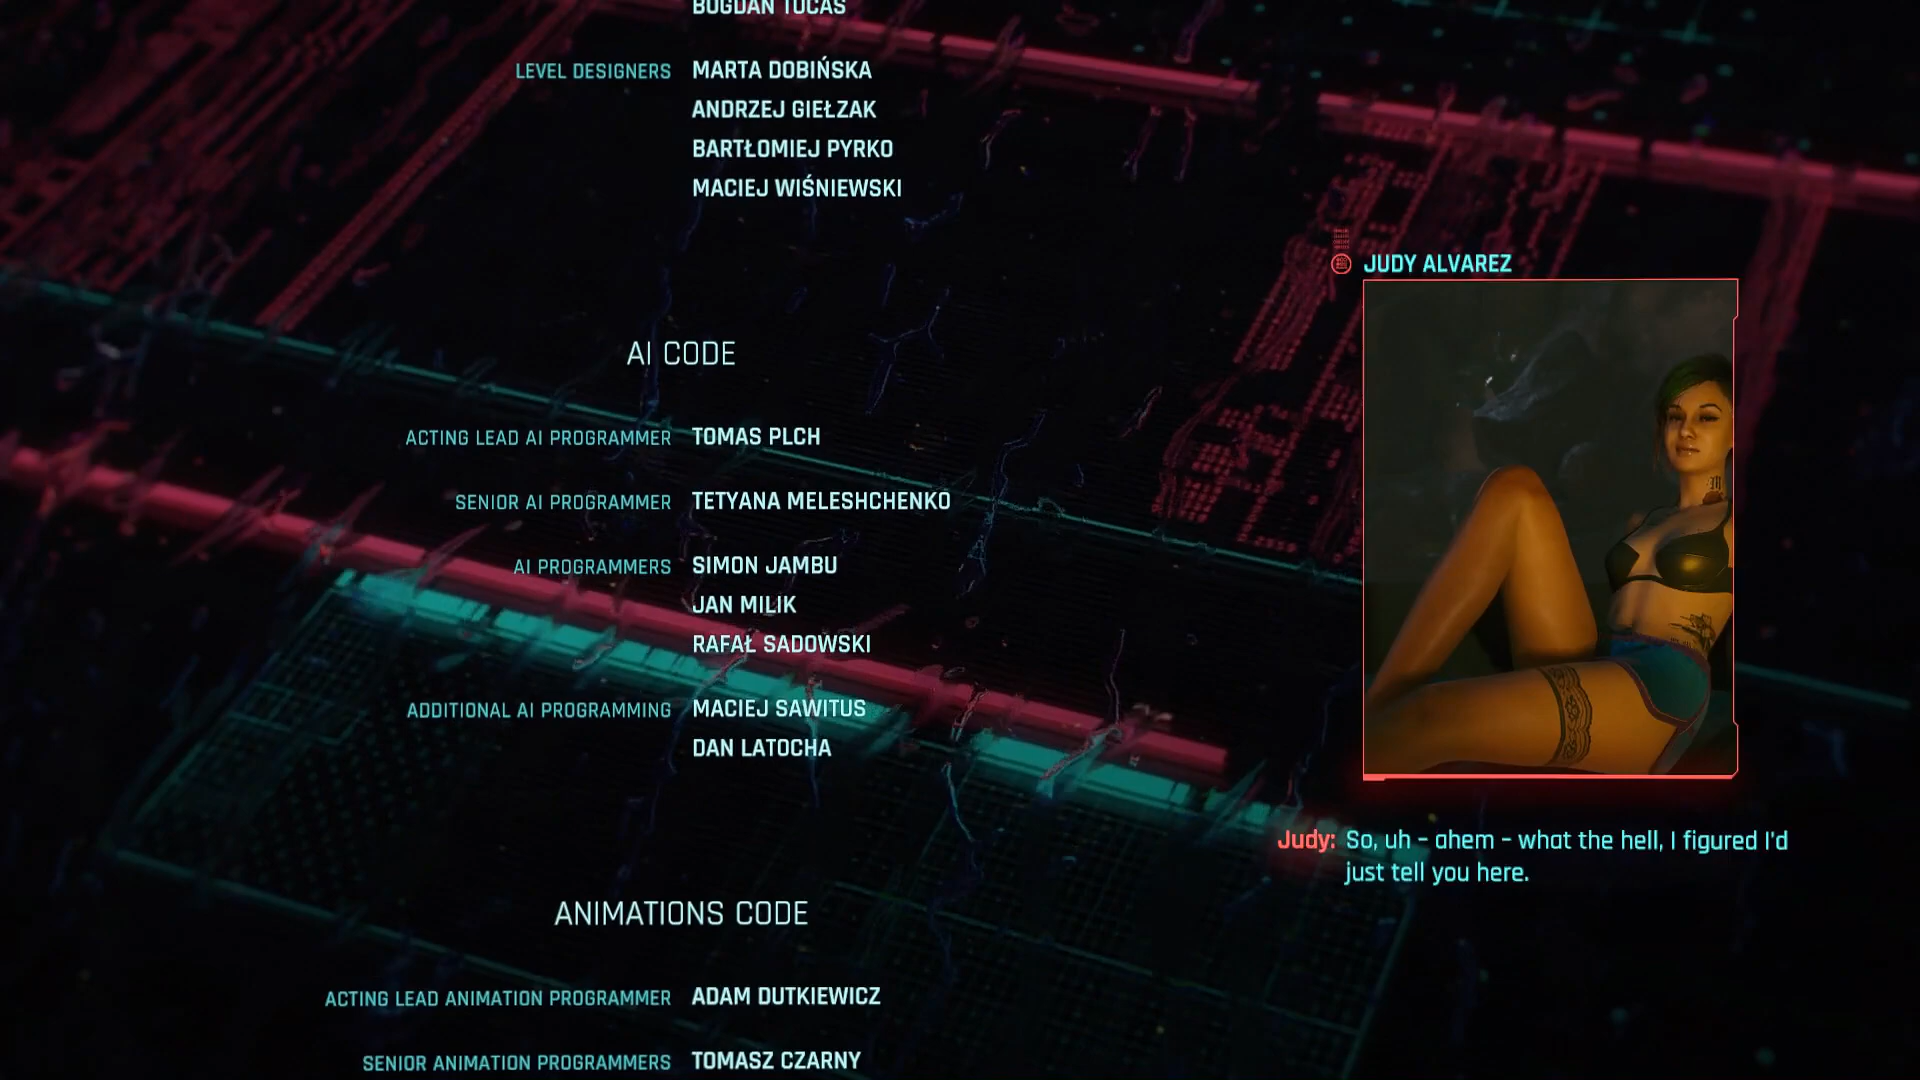 BOGDAN TUCAS
LEVEL DESIGNERS MARTA DOBIŃSKA
ANDRZEJ GIEŁZAK
BARTŁOMIEJ PYRKO
MACIEJ WIŚNIEWSKI
AI CODE
ACTING LEAD AI PROGRAMMER TOMAS PLCH
SENIOR AI PROGRAMMER TETYANA MELESHCHENKO
AI PROGRAMMERS SIMON JAMBU
JAN MILIK
RAFAŁ SADOWSKI
ADDITIONAL AI PROGRAMMING MACIEJ SAWITUS
DAN LATOCHA
ANIMATIONS CODE
ACTING LEAD ANIMATION PROGRAMMER ADAM DUTKIEWICZ
SENIOR ANIMATION PROGRAMMERS TOMASZ CZARNY
JUDY ALVAREZ
Judy: So, uh – ahem – what the hell, I figured I'd
just tell you here.